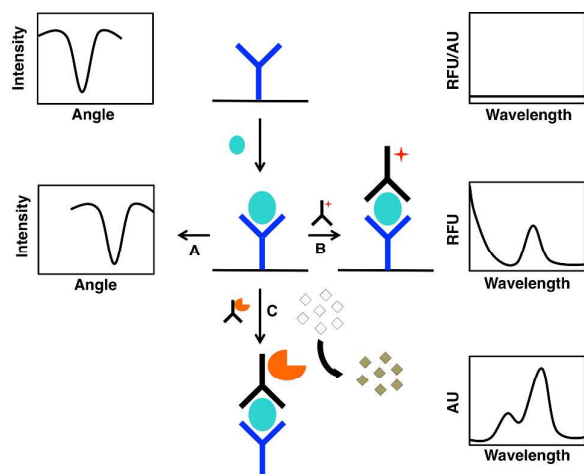 Intensity
Angle
RFU/AU
Wavelength
Intensity
Angle
A
B
RFU
Wavelength
C
AU
Wavelength